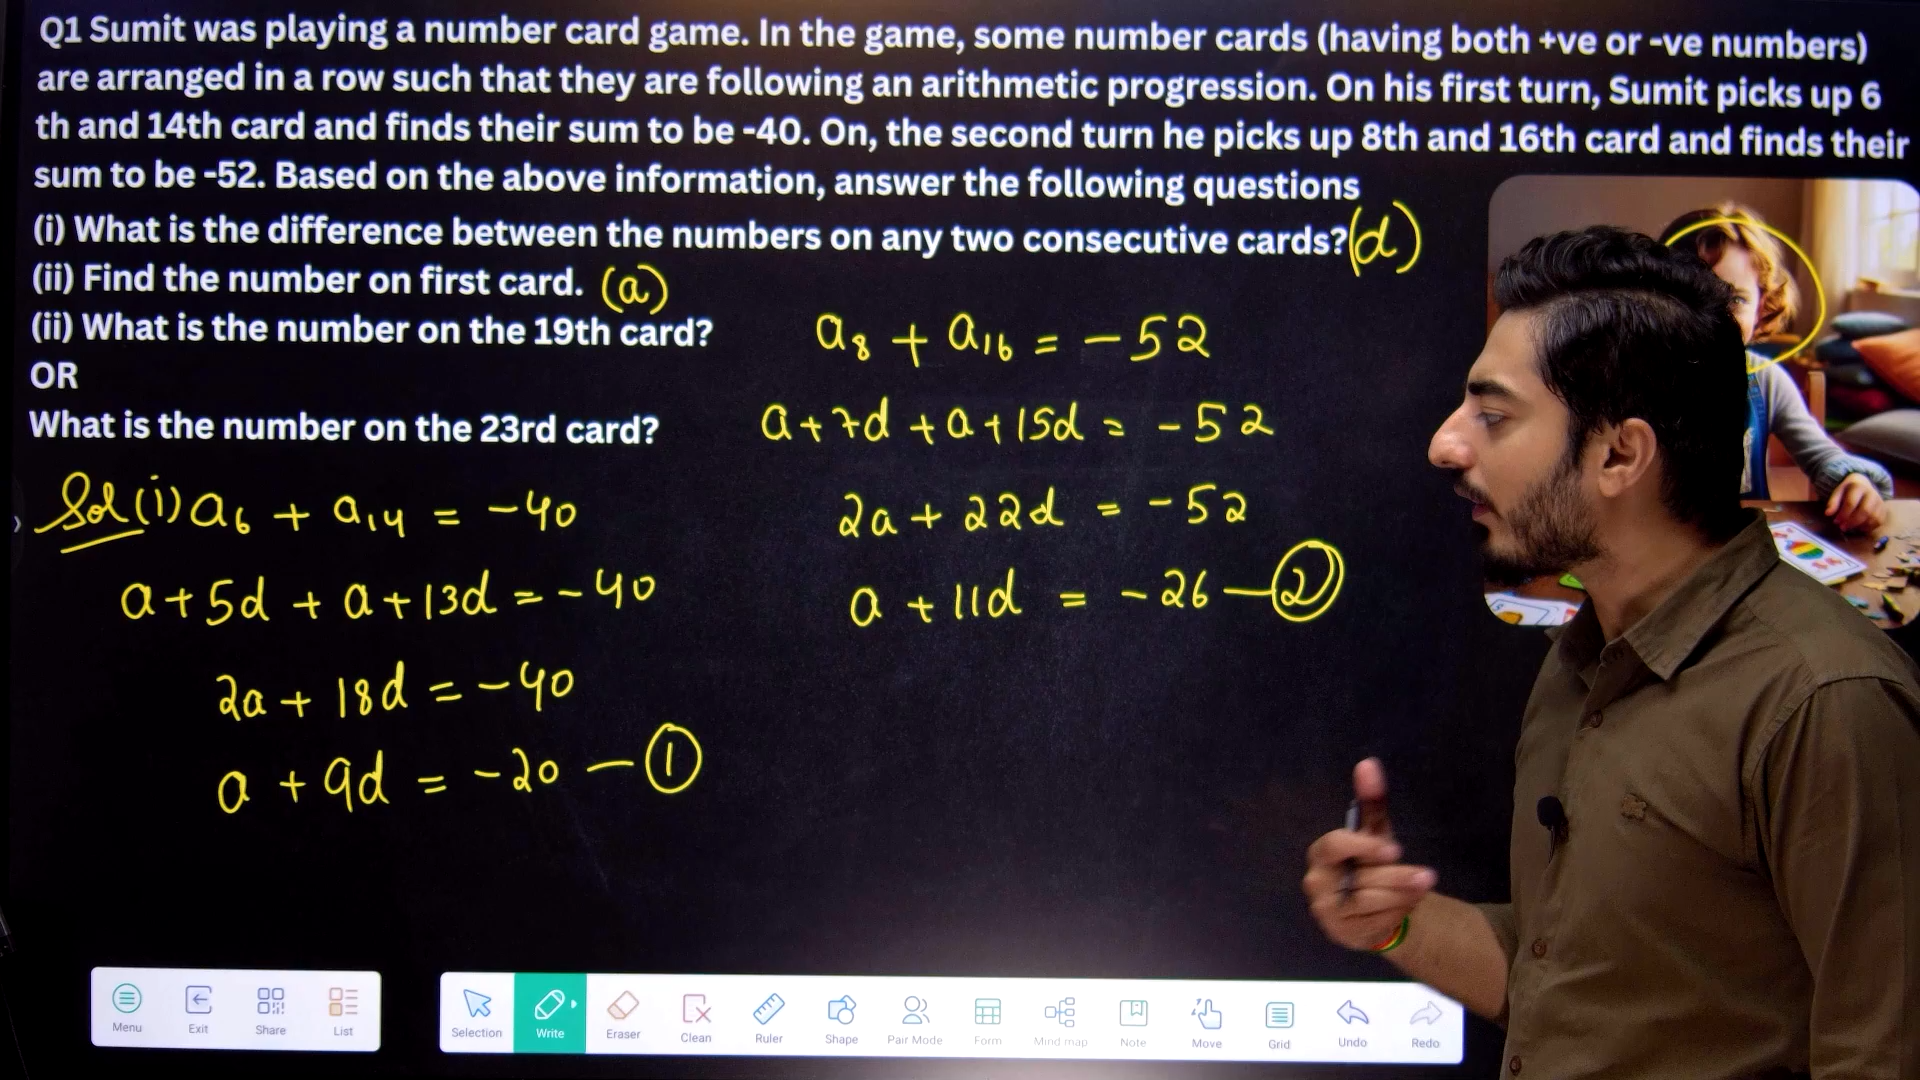 Q1 Sumit was playing a number card game. In the game, some number cards (having both +ve or -ve numbers)
are arranged in a row such that they are following an arithmetic progression. On his first turn, Sumit picks up 6
th and 14th card and finds their sum to be -40. On, the second turn he picks up 8th and 16th card and finds their
sum to be -52. Based on the above information, answer the following questions
(i) What is the difference between the numbers on any two consecutive cards? (d)
(ii) Find the number on first card. (a)
(ii) What is the number on the 19th card?
OR
What is the number on the 23rd card?
Sol (i) a₆ + a₁₄ = -40
a+5d + a+13d = -40
2a + 18d = -40
a + 9d = -20 — ①
a₈ + a₁₆ = -52
a+7d + a+15d = -52
2a + 22d = -52
a + 11d = -26 — ②
Menu Exit Share List
Selection Write Eraser Clean Ruler Shape Pair Mode Form Mind map Note Move Grid Undo Redo